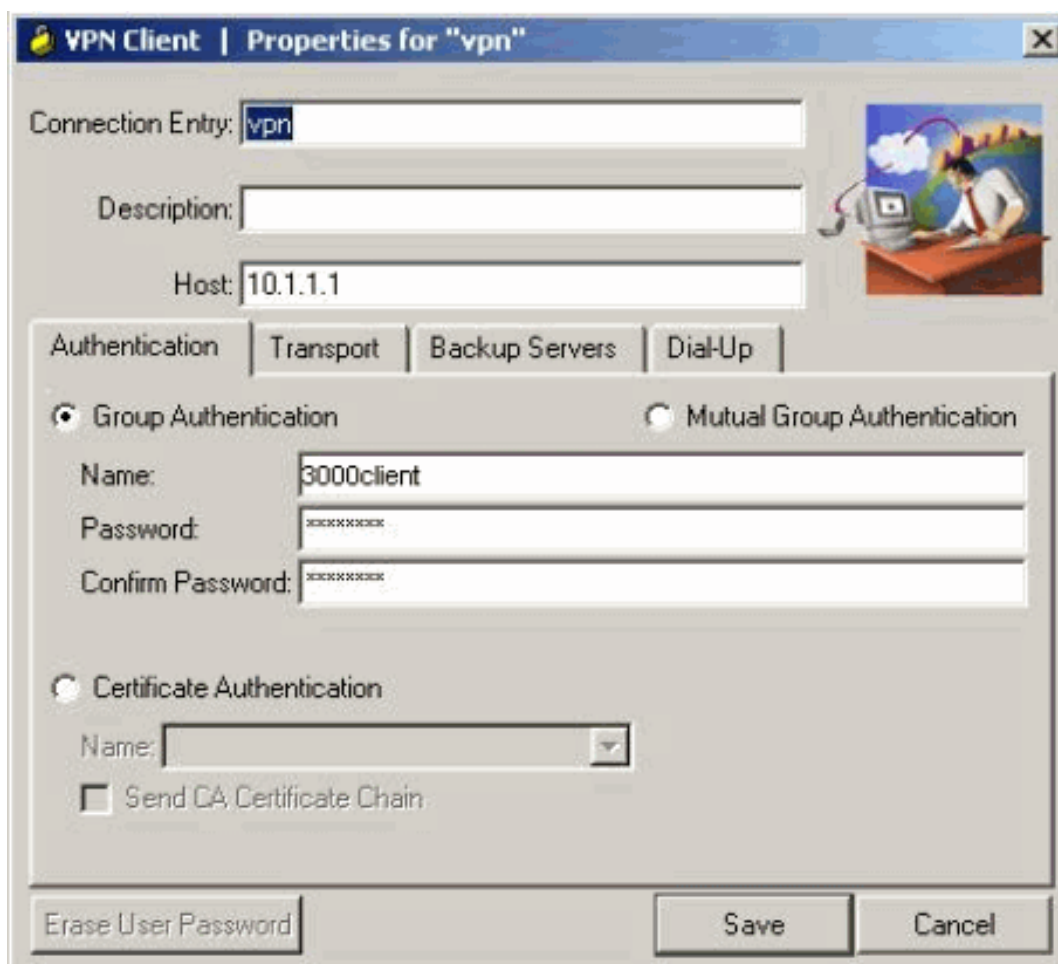 VPN Client | Properties for "vpn"
Connection Entry: vpn
Description:
Host: 10.1.1.1
Authentication Transport Backup Servers Dial-Up
Group Authentication Mutual Group Authentication
Name: 3000client
Password: ********
Confirm Password: ********
Certificate Authentication
Name:
Send CA Certificate Chain
Erase User Password Save Cancel